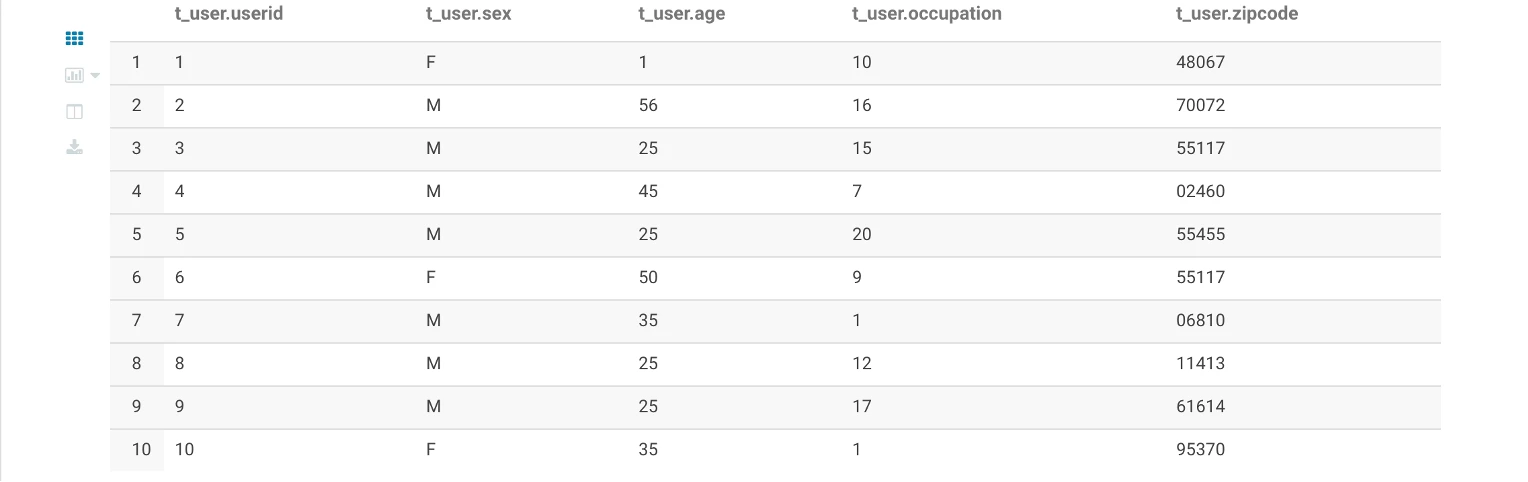 t_user.userid t_user.sex t_user.age t_user.occupation t_user.zipcode
1 1 F 1 10 48067
2 2 M 56 16 70072
3 3 M 25 15 55117
4 4 M 45 7 02460
5 5 M 25 20 55455
6 6 F 50 9 55117
7 7 M 35 1 06810
8 8 M 25 12 11413
9 9 M 25 17 61614
10 10 F 35 1 95370